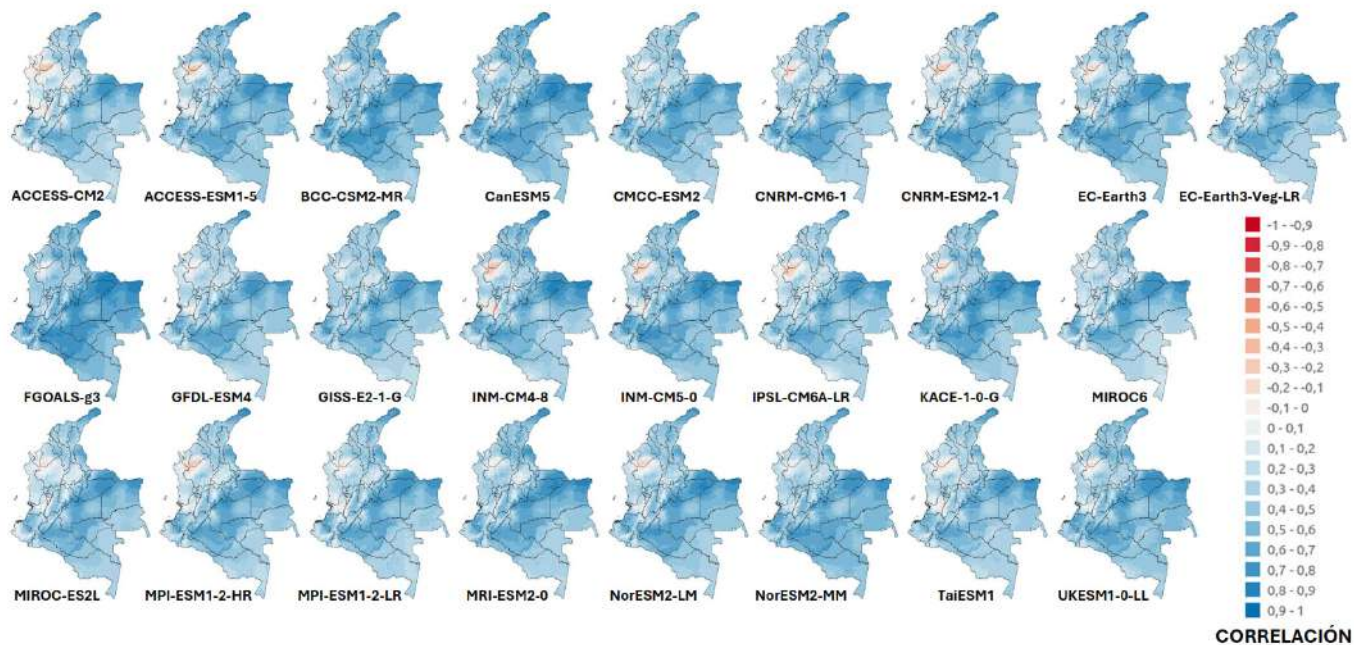 ACCESS-CM2
ACCESS-ESM1-5
BCC-CSM2-MR
CanESM5
CMCC-ESM2
CNRM-CM6-1
CNRM-ESM2-1
EC-Earth3
EC-Earth3-Veg-LR
FGOALS-g3
GFDL-ESM4
GISS-E2-1-G
INM-CM4-8
INM-CM5-0
IPSL-CM6A-LR
KACE-1-0-G
MIROC6
MIROC-ES2L
MPI-ESM1-2-HR
MPI-ESM1-2-LR
MRI-ESM2-0
NorESM2-LM
NorESM2-MM
TaiESM1
UKESM1-0-LL
-1 - -0,9
-0,9 - -0,8
-0,8 - -0,7
-0,7 - -0,6
-0,6 - -0,5
-0,5 - -0,4
-0,4 - -0,3
-0,3 - -0,2
-0,2 - -0,1
-0,1 - 0
0 - 0,1
0,1 - 0,2
0,2 - 0,3
0,3 - 0,4
0,4 - 0,5
0,5 - 0,6
0,6 - 0,7
0,7 - 0,8
0,8 - 0,9
0,9 - 1
CORRELACIÓN